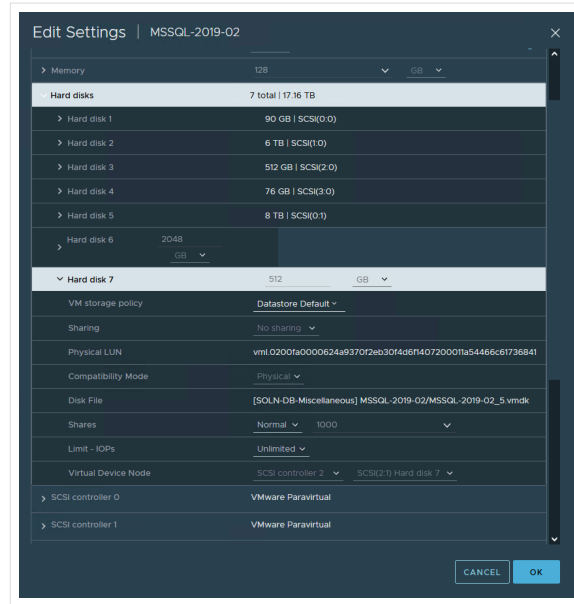 Edit Settings | MSSQL-2019-02
Memory 128 GB
Hard disks 7 total | 17.16 TB
Hard disk 1 90 GB | SCSI(0:0)
Hard disk 2 6 TB | SCSI(1:0)
Hard disk 3 512 GB | SCSI(2:0)
Hard disk 4 76 GB | SCSI(3:0)
Hard disk 5 8 TB | SCSI(0:1)
Hard disk 6 2048
GB
Hard disk 7 512 GB
VM storage policy Datastore Default
Sharing No sharing
Physical LUN vml.0200fa0000624a9370f2eb30f4d6f1407200011a54466c61736841
Compatibility Mode Physical
Disk File [SOLN-DB-Miscellaneous] MSSQL-2019-02/MSSQL-2019-02_5.vmdk
Shares Normal 1000
Limit - IOPs Unlimited
Virtual Device Node SCSI controller 2 SCSI(2:1) Hard disk 7
SCSI controller 0 VMware Paravirtual
SCSI controller 1 VMware Paravirtual
CANCEL OK